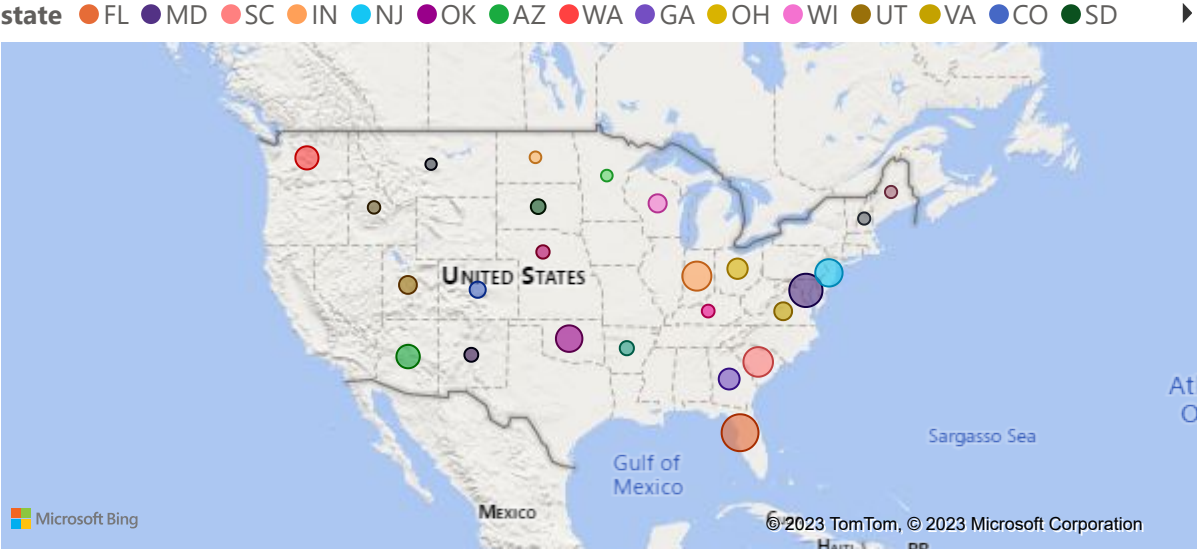 state FL MD SC IN NJ OK AZ WA GA OH WI UT VA CO SD
UNITED STATES
Sargasso Sea
Gulf of
Mexico
MEXICO
Microsoft Bing
© 2023 TomTom, © 2023 Microsoft Corporation